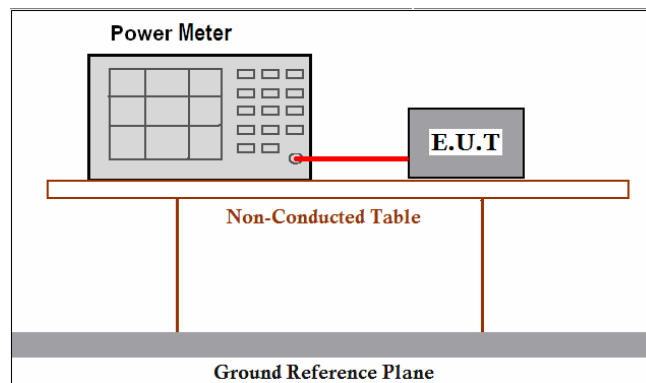 Power Meter
E.U.T
Non-Conducted Table
Ground Reference Plane